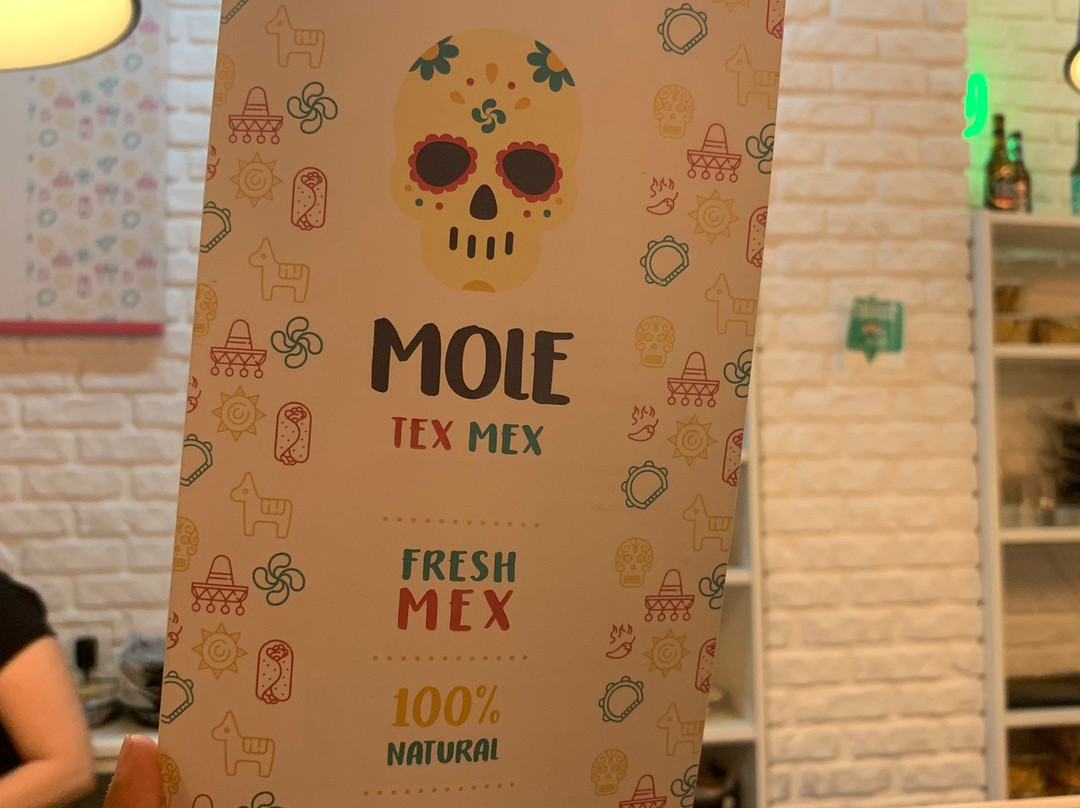 MOLE
TEX MEX
FRESH
MEX
100%
NATURAL